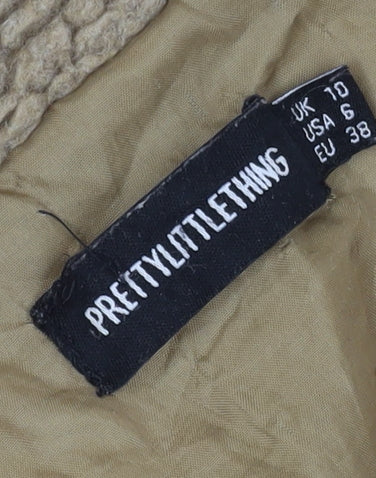 PRETTYLITTLETHING
UK 10
USA 6
EU 38